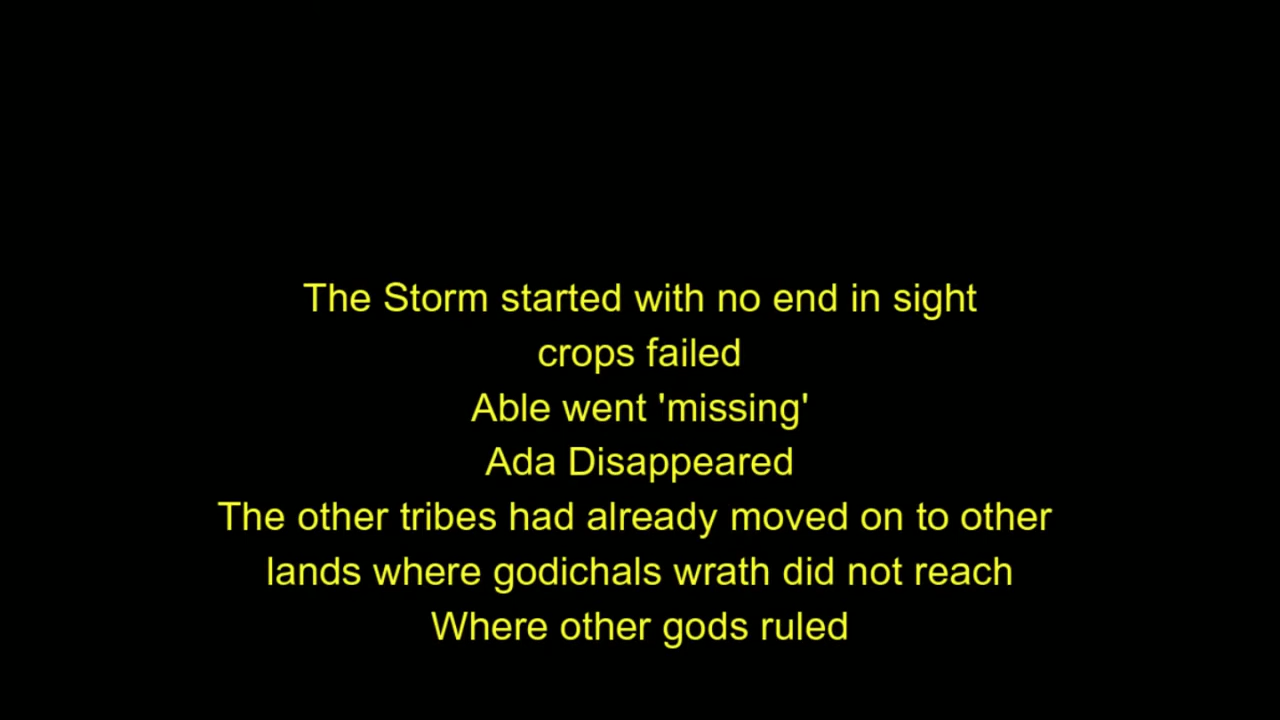 The Storm started with no end in sight
crops failed
Able went 'missing'
Ada Disappeared
The other tribes had already moved on to other
lands where godichals wrath did not reach
Where other gods ruled